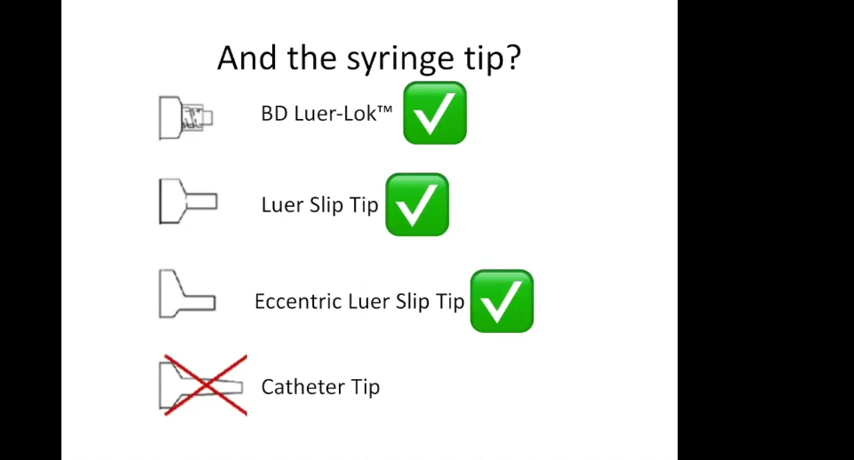 And the syringe tip?
BD Luer-Lok™
Luer Slip Tip
Eccentric Luer Slip Tip
Catheter Tip